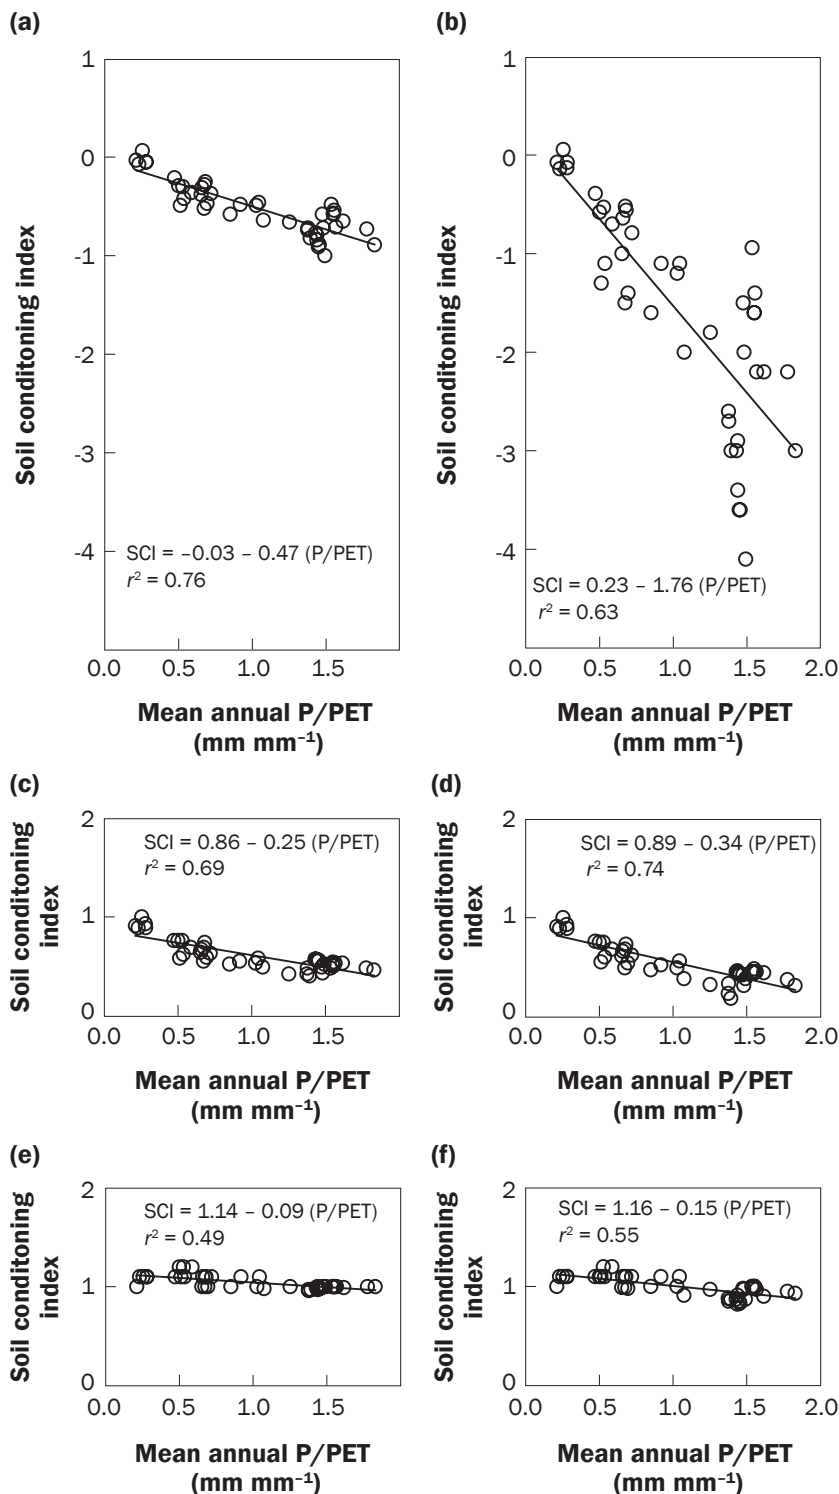 (a)
1
0
-1
-2
-3
-4
Soil conditoning index
SCI = –0.03 – 0.47 (P/PET)
r² = 0.76
0.0 0.5 1.0 1.5
Mean annual P/PET
(mm mm⁻¹)
(b)
1
0
-1
-2
-3
-4
Soil conditoning index
SCI = 0.23 – 1.76 (P/PET)
r² = 0.63
0.0 0.5 1.0 1.5 2.0
Mean annual P/PET
(mm mm⁻¹)
(c)
2
1
0
Soil conditoning
index
SCI = 0.86 – 0.25 (P/PET)
r² = 0.69
0.0 0.5 1.0 1.5
Mean annual P/PET
(mm mm⁻¹)
(d)
2
1
0
Soil conditoning
index
SCI = 0.89 – 0.34 (P/PET)
r² = 0.74
0.0 0.5 1.0 1.5 2.0
Mean annual P/PET
(mm mm⁻¹)
(e)
2
1
0
Soil conditoning
index
SCI = 1.14 – 0.09 (P/PET)
r² = 0.49
0.0 0.5 1.0 1.5
Mean annual P/PET
(mm mm⁻¹)
(f)
2
1
0
Soil conditoning
index
SCI = 1.16 – 0.15 (P/PET)
r² = 0.55
0.0 0.5 1.0 1.5 2.0
Mean annual P/PET
(mm mm⁻¹)